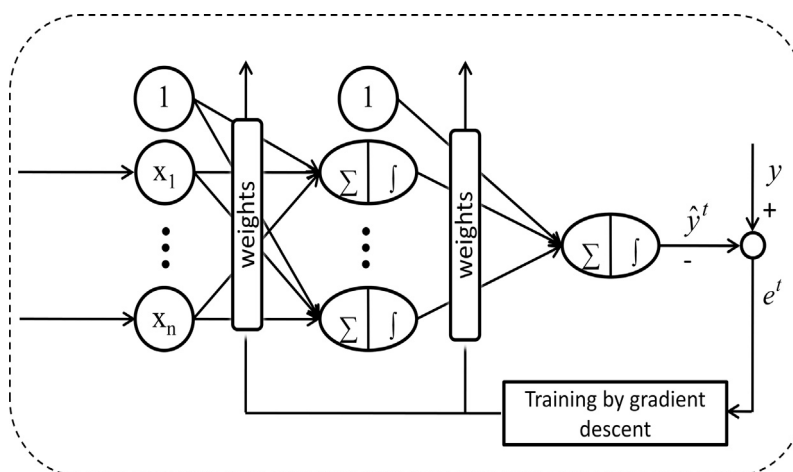 1
1
x₁
weights
Σ ∫
weights
y
+
ŷᵗ
Σ ∫
-
eᵗ
xₙ
Σ ∫
Training by gradient
descent